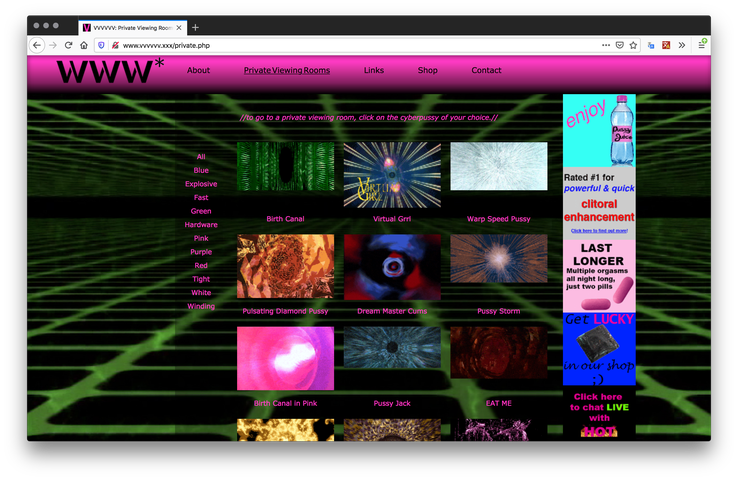 VVVVVV: Private Viewing Room
www.vvvvvv.xxx/private.php
VVVVVV*
About
Private Viewing Rooms
Links
Shop
Contact
//to go to a private viewing room, click on the cyberpussy of your choice.//
All
Blue
Explosive
Fast
Green
Hardware
Pink
Purple
Red
Tight
White
Winding
Birth Canal
VIRTUAL
GRRL
Virtual Grrl
Warp Speed Pussy
Pulsating Diamond Pussy
Dream Master Cums
Pussy Storm
Birth Canal in Pink
Pussy Jack
EAT ME
enjoy
Pussy
Juice
Rated #1 for
powerful & quick
clitoral
enhancement
Click here to find out more!
LAST
LONGER
Multiple orgasms
all night long,
just two pills
Get LUCKY
in our shop
;)
Click here
to chat LIVE
with
HOT